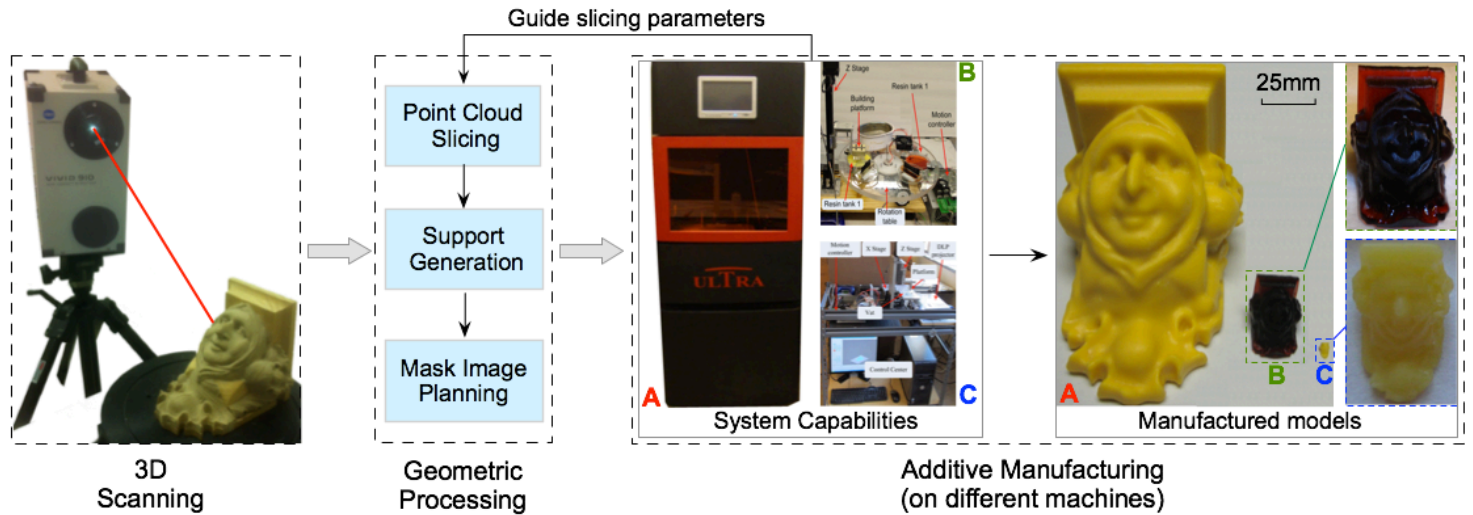 Guide slicing parameters
VIVID 910
Point Cloud
Slicing
Support
Generation
Mask Image
Planning
ULTRA
A
Z Stage
Resin tank 1
Building
platform
Motion
controller
Resin tank 1
Rotation
table
B
Motion
controller
X Stage
Z Stage
DLP
projector
Platform
Vat
Control Center
C
System Capabilities
25mm
A
B
C
Manufactured models
3D
Scanning
Geometric
Processing
Additive Manufacturing
(on different machines)